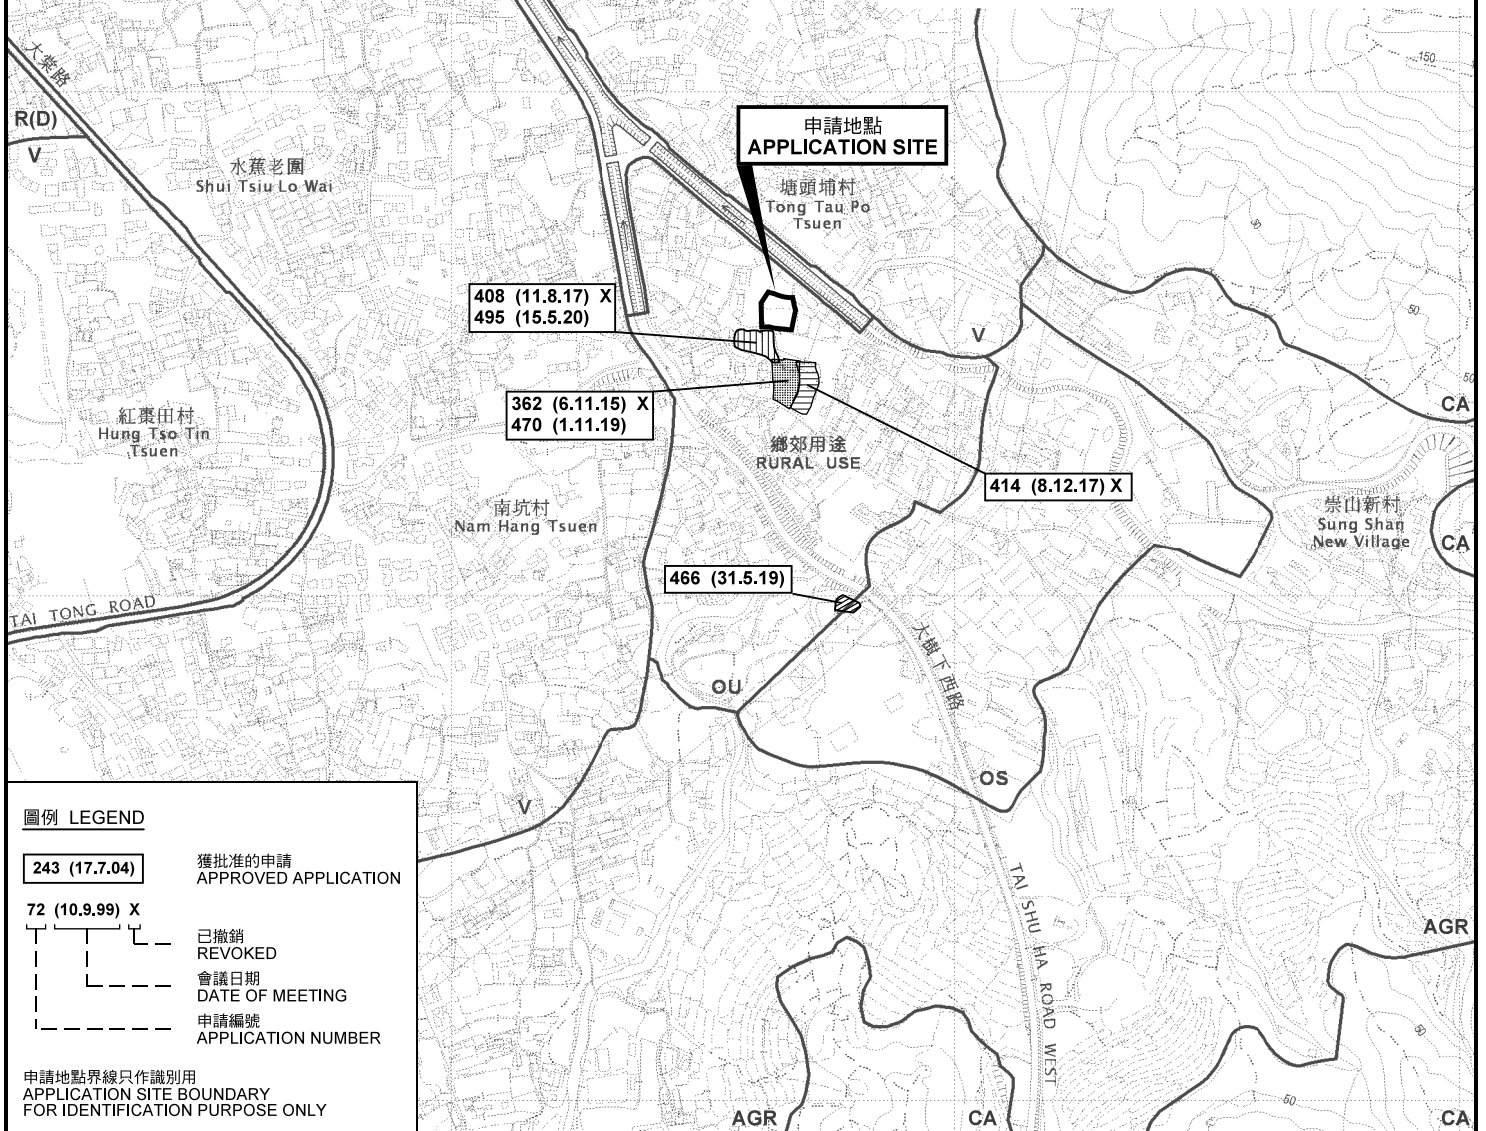 大棠路
R(D)
V
水蕉老圍
Shui Tsiu Lo Wai
申請地點
APPLICATION SITE
塘頭埔村
Tong Tau Po
Tsuen
150
50
50
50
408 (11.8.17) X
495 (15.5.20)
V
362 (6.11.15) X
470 (1.11.19)
CA
紅棗田村
Hung Tso Tin
Tsuen
鄉郊用途
RURAL USE
414 (8.12.17) X
南坑村
Nam Hang Tsuen
崇山新村
Sung Shan
New Village
CA
466 (31.5.19)
TAI TONG ROAD
大樹下西路
OU
OS
V
TAI SHU HA ROAD WEST
AGR
50
60
AGR
CA
CA
圖例 LEGEND
243 (17.7.04)
獲批准的申請
APPROVED APPLICATION
72 (10.9.99) X
已撤銷
REVOKED
會議日期
DATE OF MEETING
申請編號
APPLICATION NUMBER
申請地點界線只作識別用
APPLICATION SITE BOUNDARY
FOR IDENTIFICATION PURPOSE ONLY